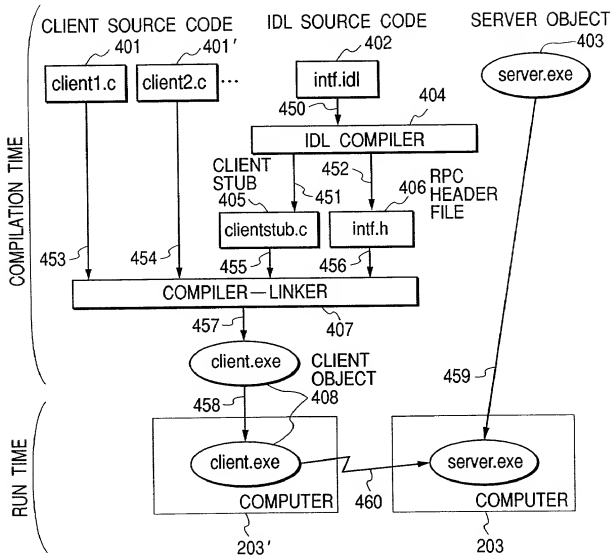 CLIENT SOURCE CODE
IDL SOURCE CODE
SERVER OBJECT
401
401'
402
403
client1.c
client2.c
...
intf.idl
server.exe
450
404
IDL COMPILER
CLIENT
STUB
405
451
452
406
RPC
HEADER
FILE
clientstub.c
intf.h
453
454
455
456
COMPILER—LINKER
457
407
client.exe
CLIENT
OBJECT
408
458
459
COMPILATION TIME
RUN TIME
client.exe
server.exe
460
COMPUTER
COMPUTER
203'
203